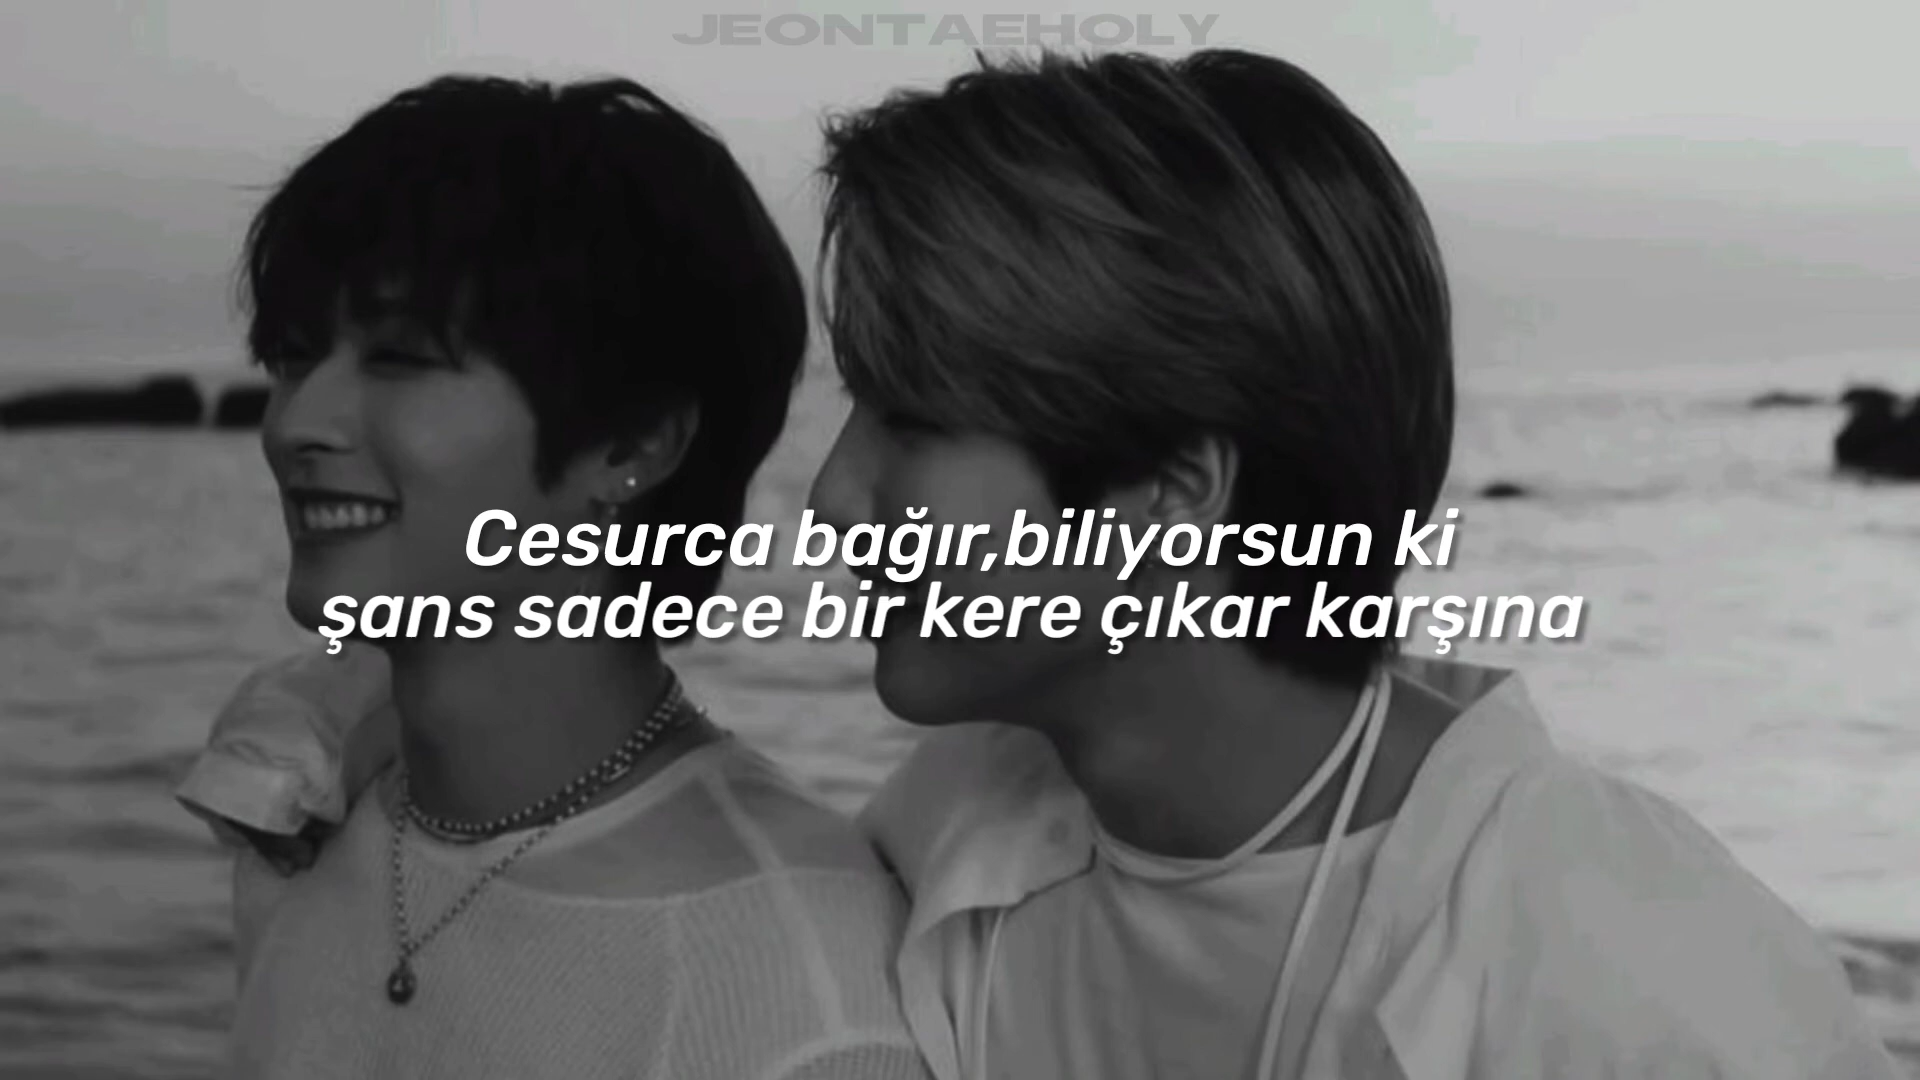 JEONTAEHOLY
Cesurca bağır,biliyorsun ki
şans sadece bir kere çıkar karşına